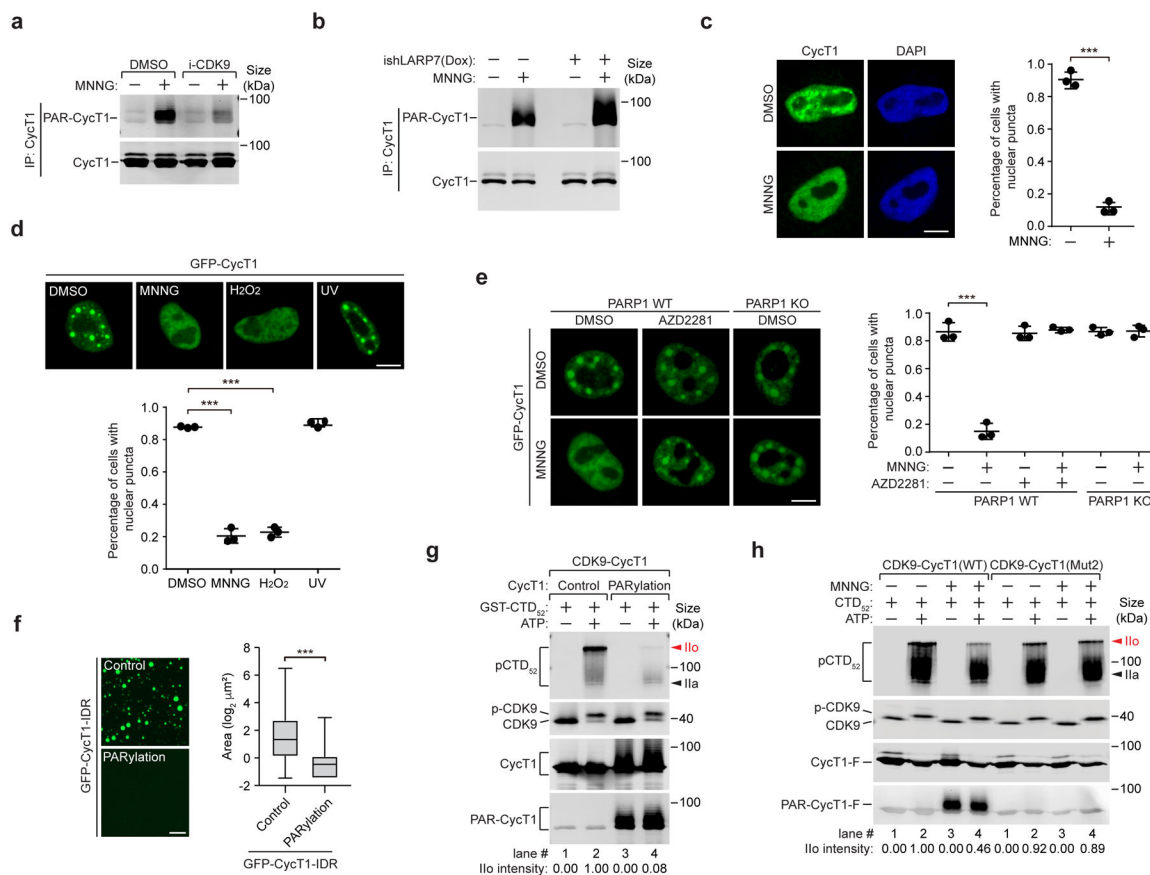 a
DMSO i-CDK9 Size
MNNG: − + − + (kDa)
IP: CycT1
PAR-CycT1
100
CycT1
100
b
ishLARP7(Dox): − − + + Size
MNNG: − + − + (kDa)
IP: CycT1
PAR-CycT1
100
CycT1
100
c
CycT1 DAPI
DMSO
MNNG
Percentage of cells with
nuclear puncta
***
1.0
0.8
0.6
0.4
0.2
0
MNNG: − +
d
GFP-CycT1
DMSO MNNG H2O2 UV
Percentage of cells with
nuclear puncta
***
***
1.0
0.8
0.6
0.4
0.2
0
DMSO MNNG H2O2 UV
e
PARP1 WT PARP1 KO
DMSO AZD2281 DMSO
GFP-CycT1
DMSO
MNNG
Percentage of cells with
nuclear puncta
***
1.0
0.8
0.6
0.4
0.2
0.0
MNNG: − + − + − +
AZD2281: − − + +
PARP1 WT PARP1 KO
f
GFP-CycT1-IDR
Control
PARylation
Area (log2 μm²)
***
8
6
4
2
0
−2
Control
PARylation
GFP-CycT1-IDR
g
CDK9-CycT1
CycT1: Control PARylation
GST-CTD52 + + + + Size
ATP: − + − + (kDa)
pCTD52
IIo
100
IIa
p-CDK9
CDK9
40
CycT1
100
PAR-CycT1
100
lane # 1 2 3 4
IIo intensity: 0.00 1.00 0.00 0.08
h
CDK9-CycT1(WT) CDK9-CycT1(Mut2)
MNNG: − − + + − − + +
CTD52: + + + + + + + + Size
ATP: − + − + − + − + (kDa)
pCTD52
IIo
100
IIa
p-CDK9
CDK9
40
CycT1-F
100
PAR-CycT1-F
100
lane # 1 2 3 4 1 2 3 4
IIo intensity: 0.00 1.00 0.00 0.46 0.00 0.92 0.00 0.89